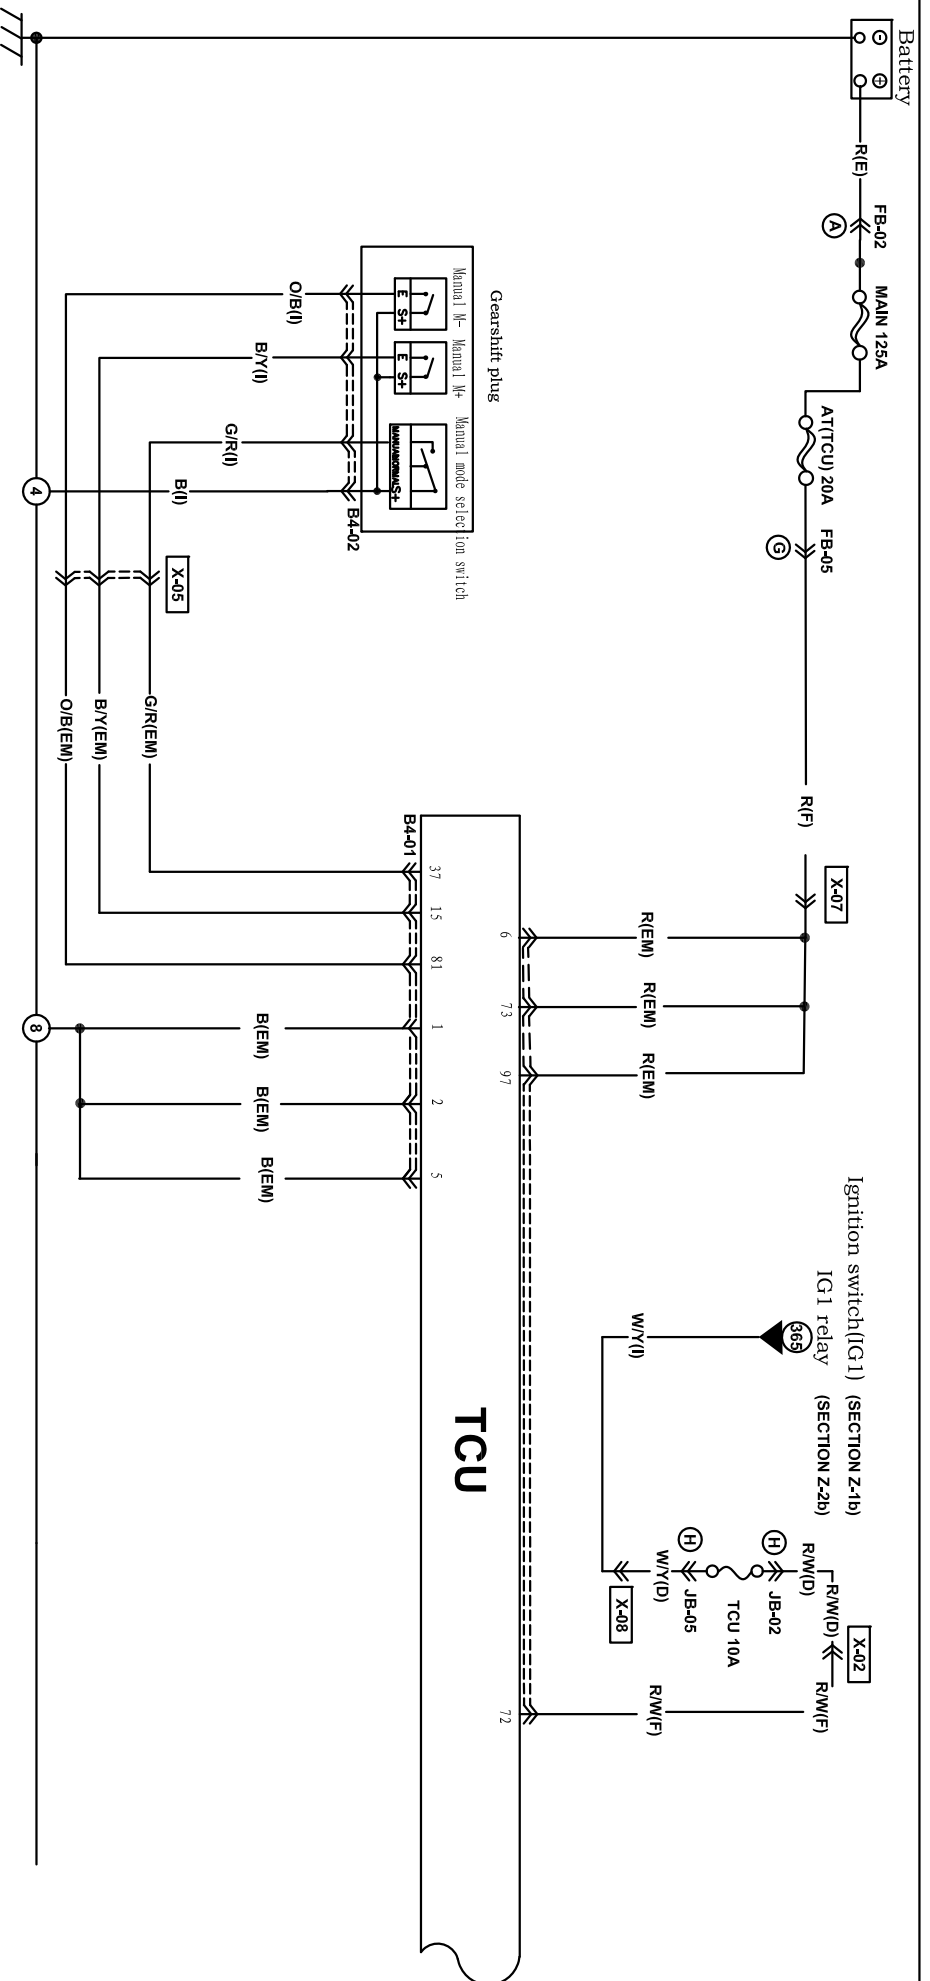 Battery
-
+
R(E)
FB-02
A
MAIN 125A
AT(TCU) 20A
FB-05
G
R(F)
X-07
R(EM)
R(EM)
R(EM)
Ignition switch(IG1) (SECTION Z-1b)
IG1 relay (SECTION Z-2b)
365
W/Y(I)
X-08
W/Y(D)
JB-05
H
TCU 10A
JB-02
H
R/W(D)
R/W(D)
X-02
R/W(F)
R/W(F)
Gearshift plug
Manual M-
Manual M+
Manual mode selection switch
E S+
E S+
MANUAL
NORMAL
S+
B4-02
O/B(I)
B/Y(I)
G/R(I)
B(I)
4
X-05
G/R(EM)
B/Y(EM)
O/B(EM)
B4-01
37
15
81
1
2
5
6
73
97
72
TCU
B(EM)
B(EM)
B(EM)
8